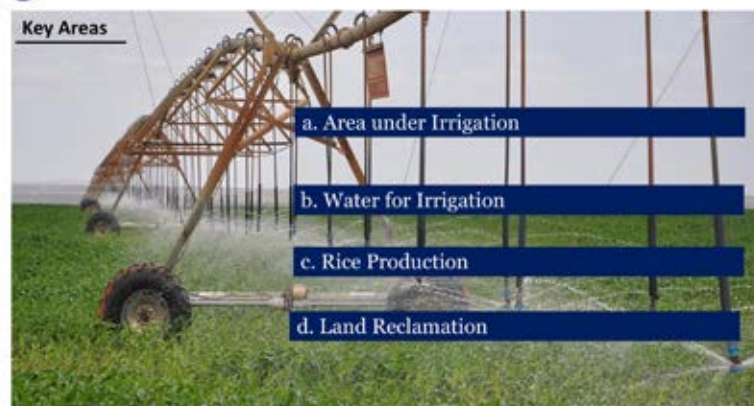 Key Areas
a. Area under Irrigation
b. Water for Irrigation
c. Rice Production
d. Land Reclamation